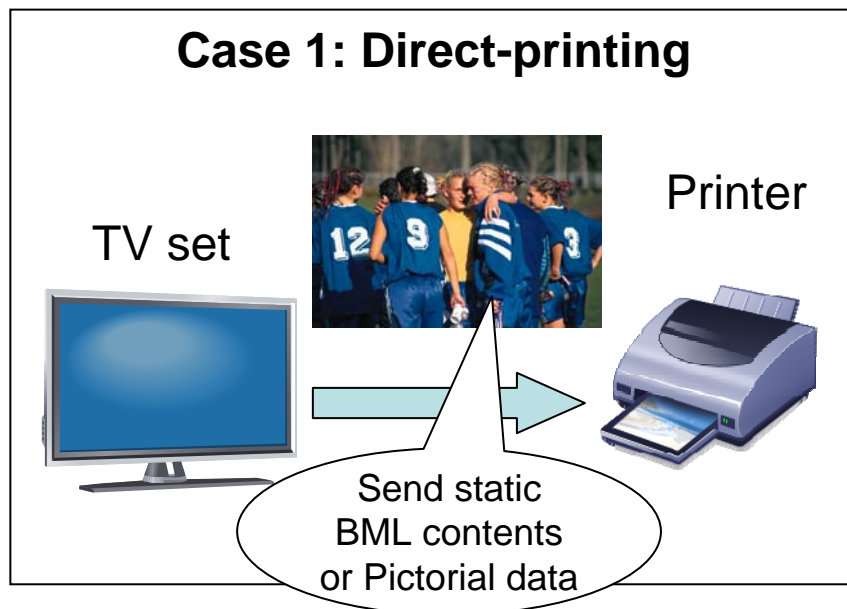 Case 1: Direct-printing
TV set
Printer
12
9
3
Send static
BML contents
or Pictorial data